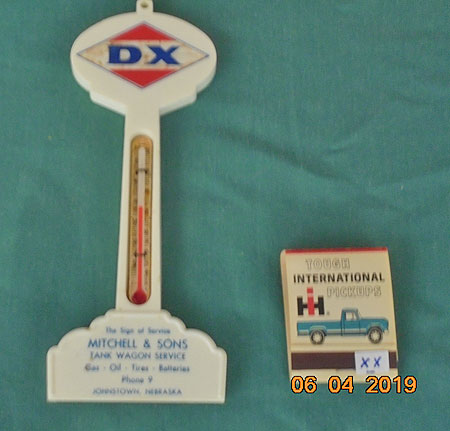 DX
The Sign of Service
MITCHELL & SONS
TANK WAGON SERVICE
Gas - Oil - Tires - Batteries
Phone 9
JOHNSTOWN, NEBRASKA
TOUGH
INTERNATIONAL
PICKUPS
IH
XX
06 04 2019